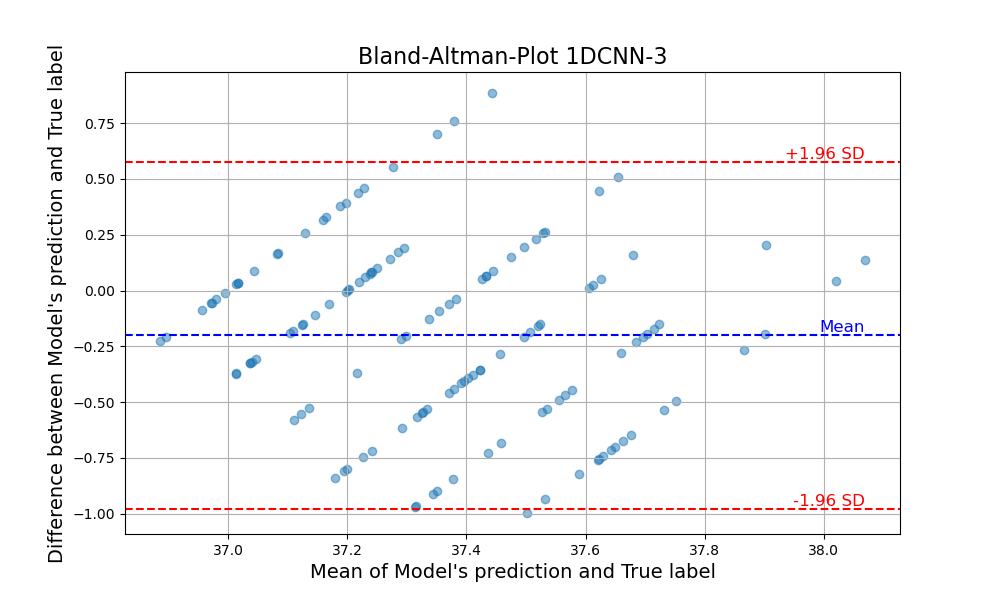 Bland-Altman-Plot 1DCNN-3
Difference between Model's prediction and True label
0.75
0.50
0.25
0.00
−0.25
−0.50
−0.75
−1.00
+1.96 SD
Mean
-1.96 SD
37.0
37.2
37.4
37.6
37.8
38.0
Mean of Model's prediction and True label